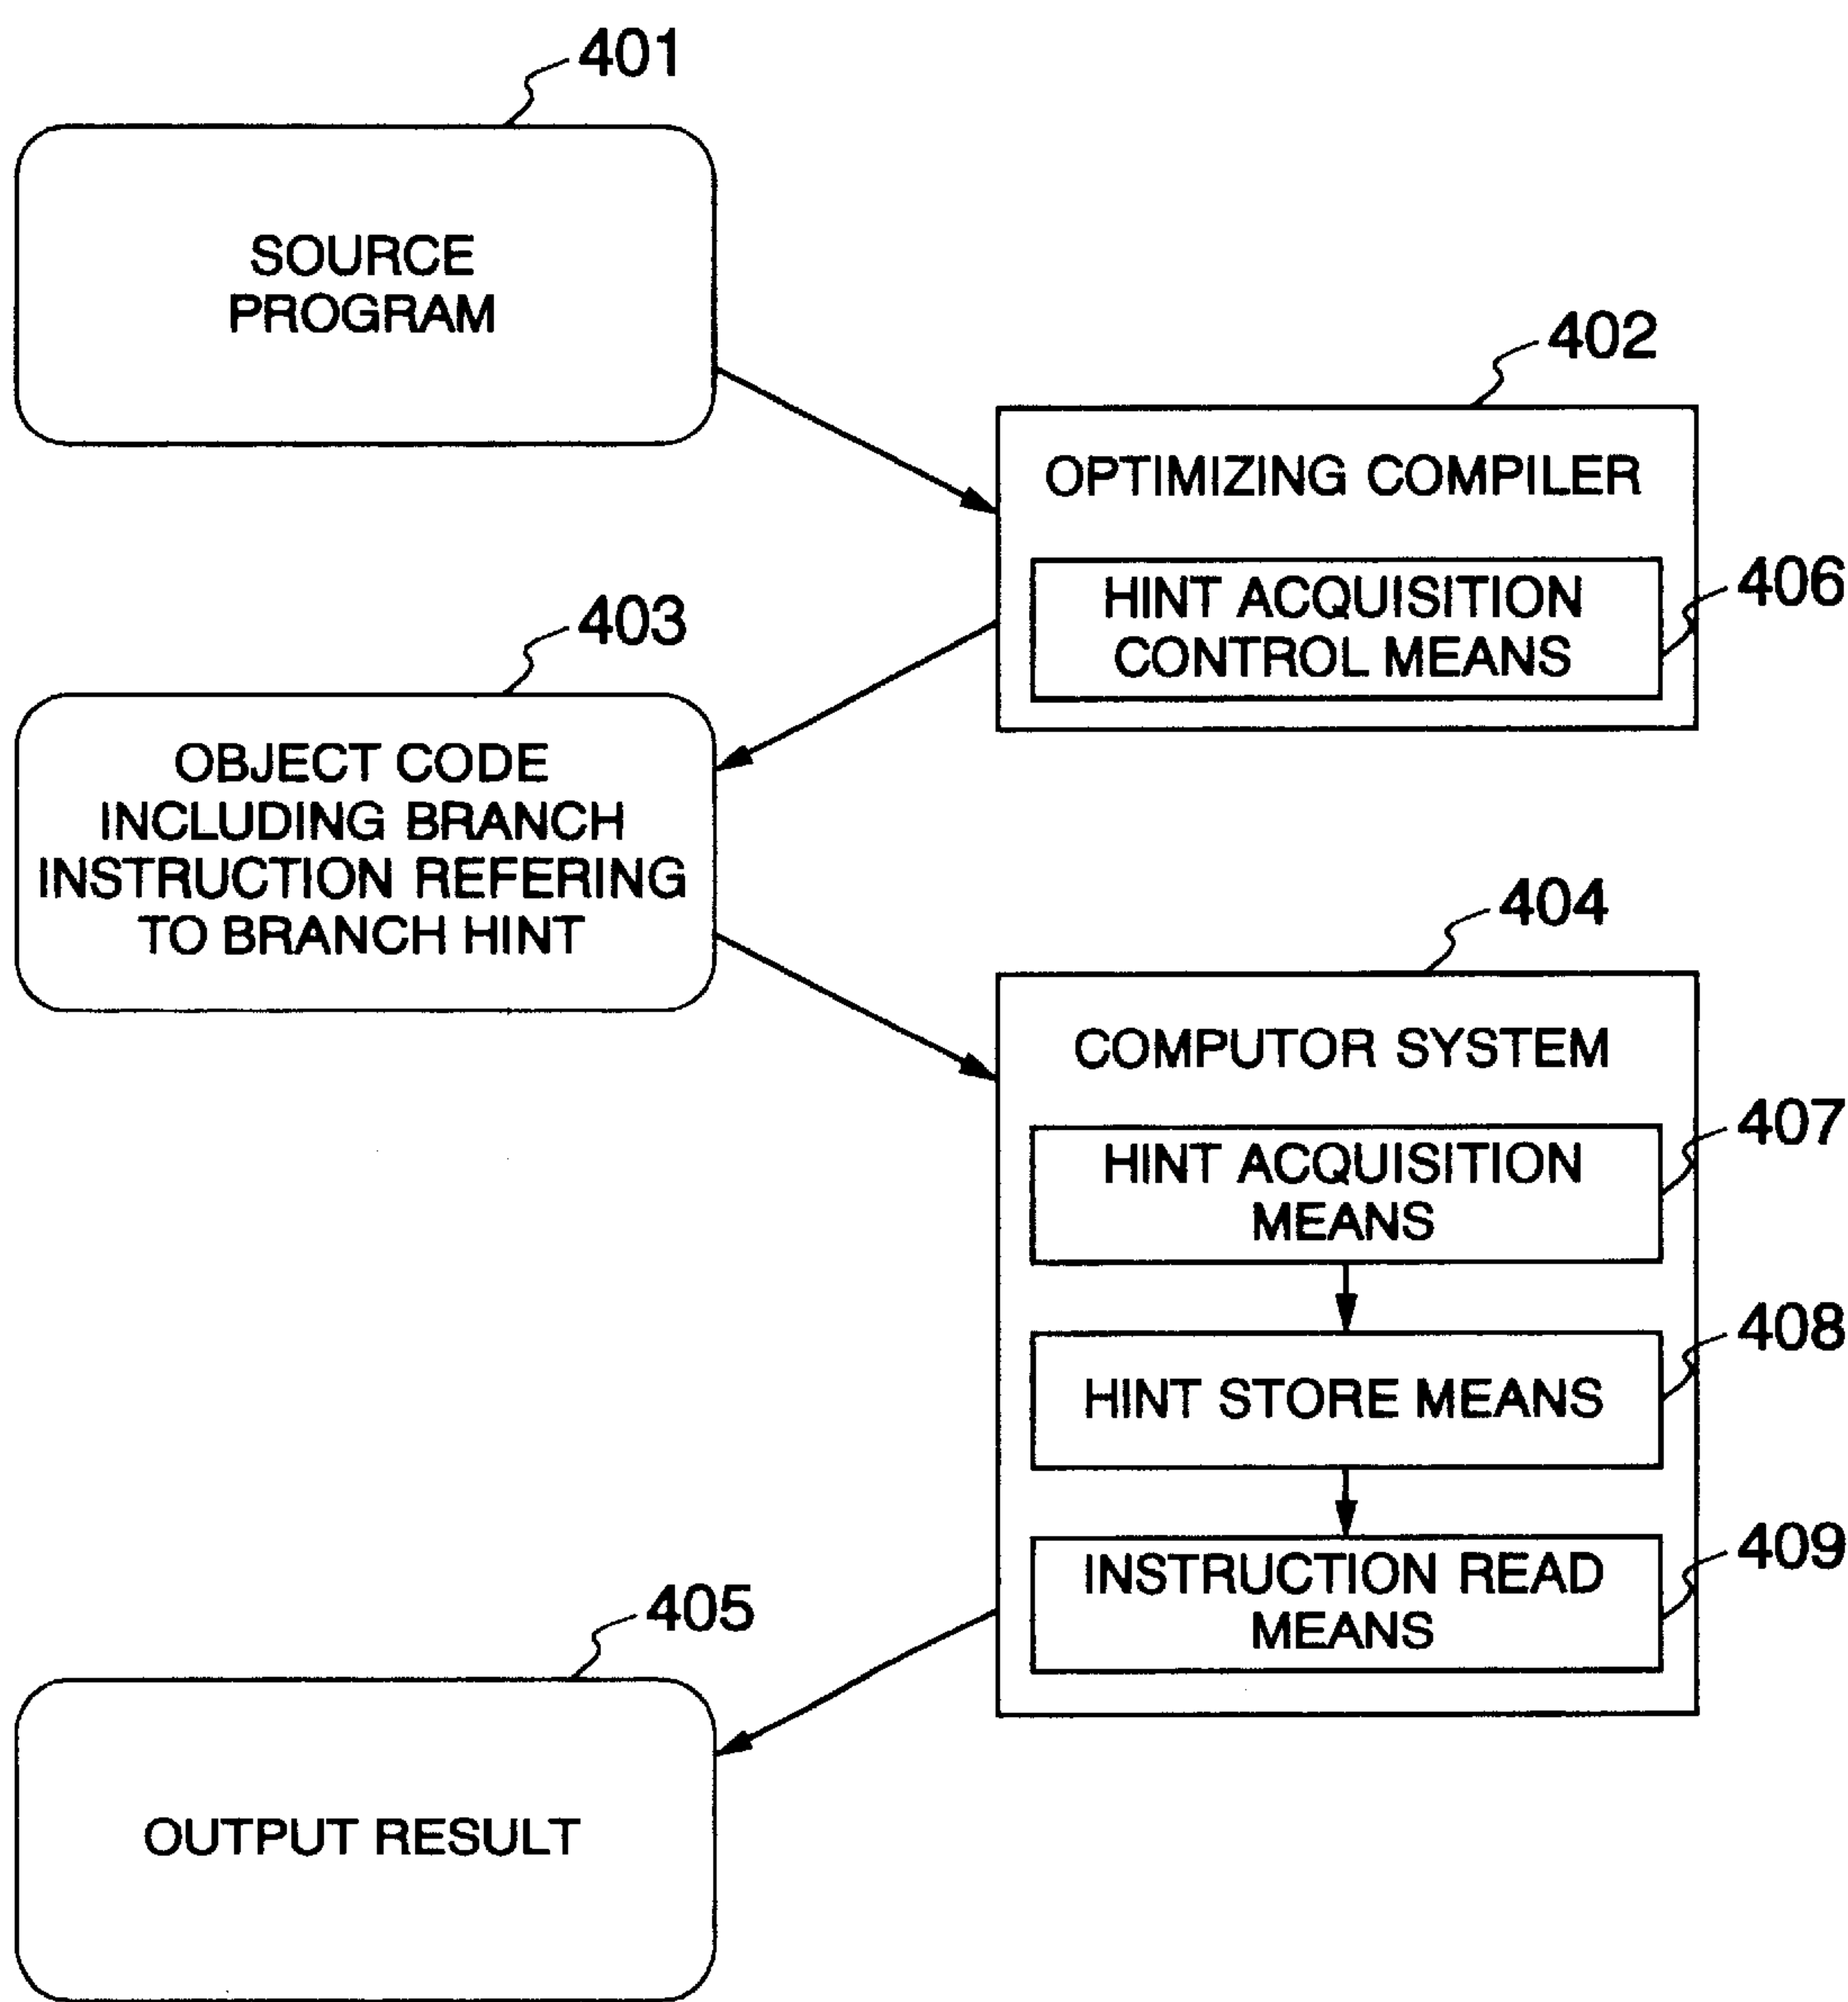 401
SOURCE
PROGRAM
402
OPTIMIZING COMPILER
HINT ACQUISITION
CONTROL MEANS
406
403
OBJECT CODE
INCLUDING BRANCH
INSTRUCTION REFERING
TO BRANCH HINT
404
COMPUTOR SYSTEM
407
HINT ACQUISITION
MEANS
408
HINT STORE MEANS
409
INSTRUCTION READ
MEANS
405
OUTPUT RESULT